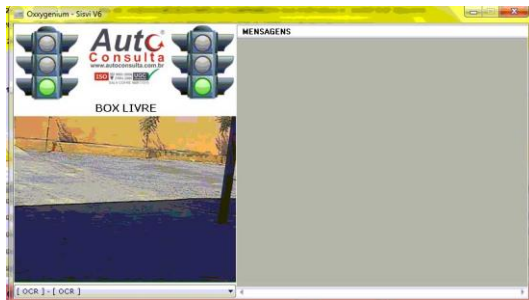 Oxxygenium - Sisvi V6
MENSAGENS
Auto
Consulta
www.autoconsulta.com.br
ISO
BOX LIVRE
[ OCR ] - [ OCR ]